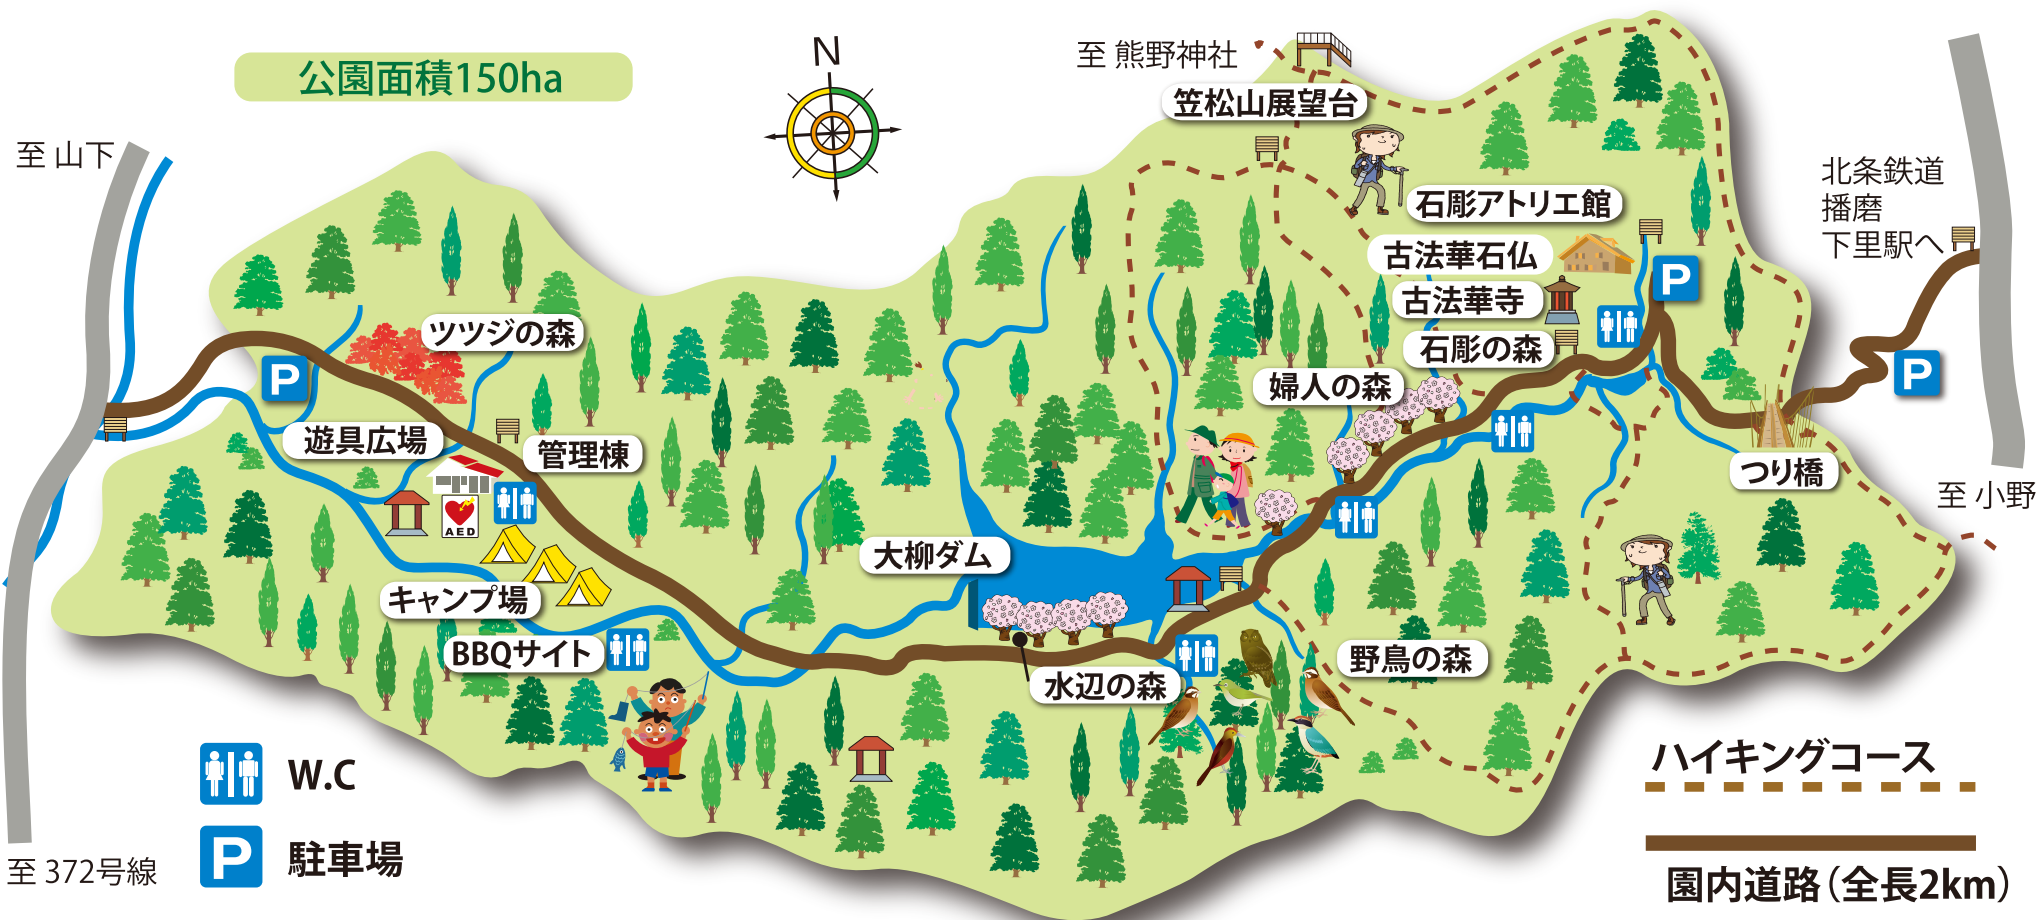 公園面積150ha
N
至 熊野神社
笠松山展望台
至 山下
北条鉄道
播磨
下里駅へ
石彫アトリエ館
古法華石仏
古法華寺
石彫の森
P
P
P
ツツジの森
婦人の森
遊具広場
管理棟
つり橋
至 小野
AED
大柳ダム
キャンプ場
BBQサイト
水辺の森
野鳥の森
W.C
P
駐車場
至 372号線
ハイキングコース
園内道路（全長2km）